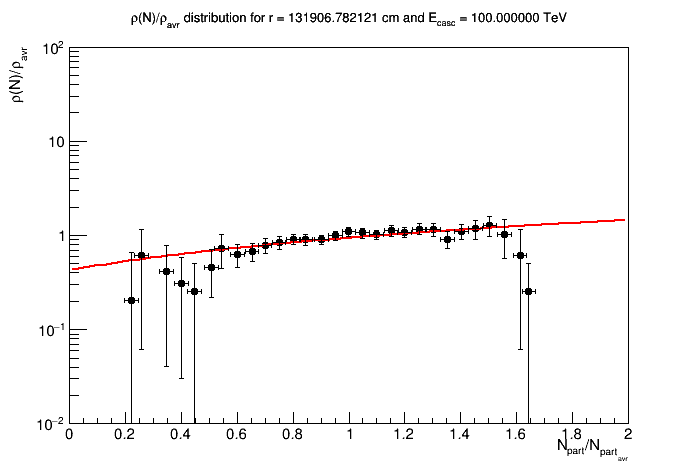 ρ(N)/ρavr distribution for r = 131906.782121 cm and Ecasc = 100.000000 TeV
ρ(N)/ρavr
10²
10
1
10⁻¹
10⁻²
0 0.2 0.4 0.6 0.8 1 1.2 1.4 1.6 1.8 2
Npart/Npartavr